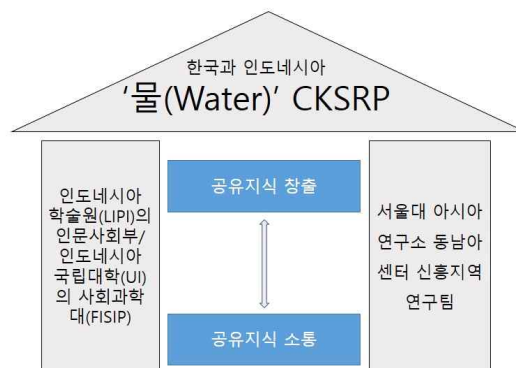 한국과 인도네시아
'물(Water)' CKSRP
인도네시아
학술원(LIPI)의
인문사회부/
인도네시아
국립대학(UI)
의 사회과학
대(FISIP)
공유지식 창출
공유지식 소통
서울대 아시아
연구소 동남아
센터 신흥지역
연구팀